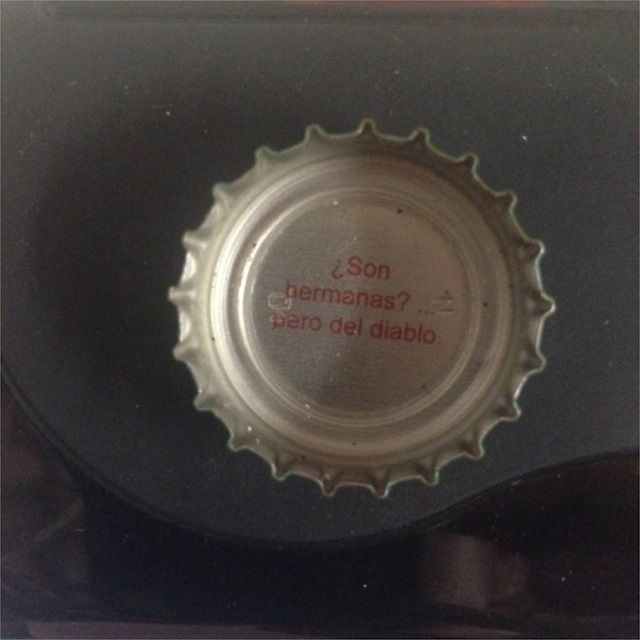 ¿Son
hermanas? ...
pero del diablo